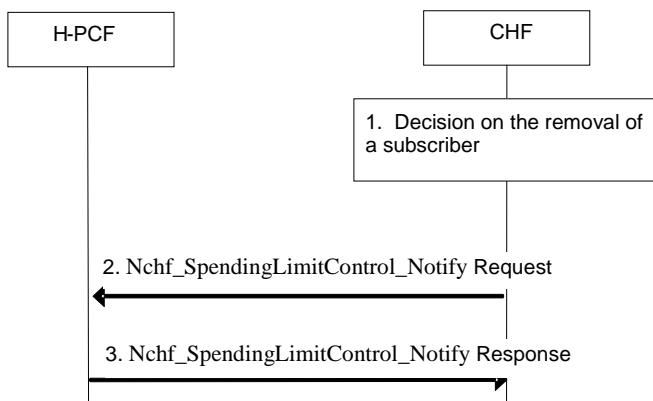 H-PCF
CHF
1. Decision on the removal of
a subscriber
2. Nchf_SpendingLimitControl_Notify Request
3. Nchf_SpendingLimitControl_Notify Response